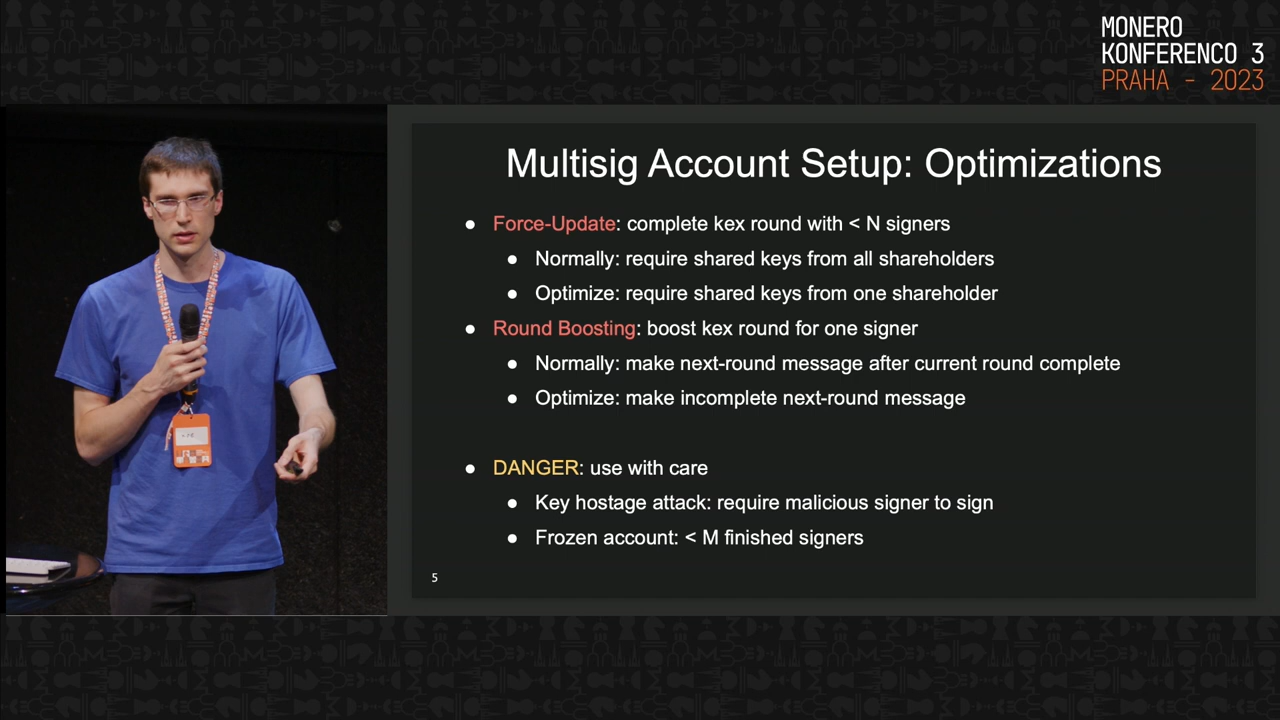 MONERO
KONFERENCO 3
PRAHA - 2023
Multisig Account Setup: Optimizations
● Force-Update: complete kex round with < N signers
● Normally: require shared keys from all shareholders
● Optimize: require shared keys from one shareholder
● Round Boosting: boost kex round for one signer
● Normally: make next-round message after current round complete
● Optimize: make incomplete next-round message
● DANGER: use with care
● Key hostage attack: require malicious signer to sign
● Frozen account: < M finished signers
5